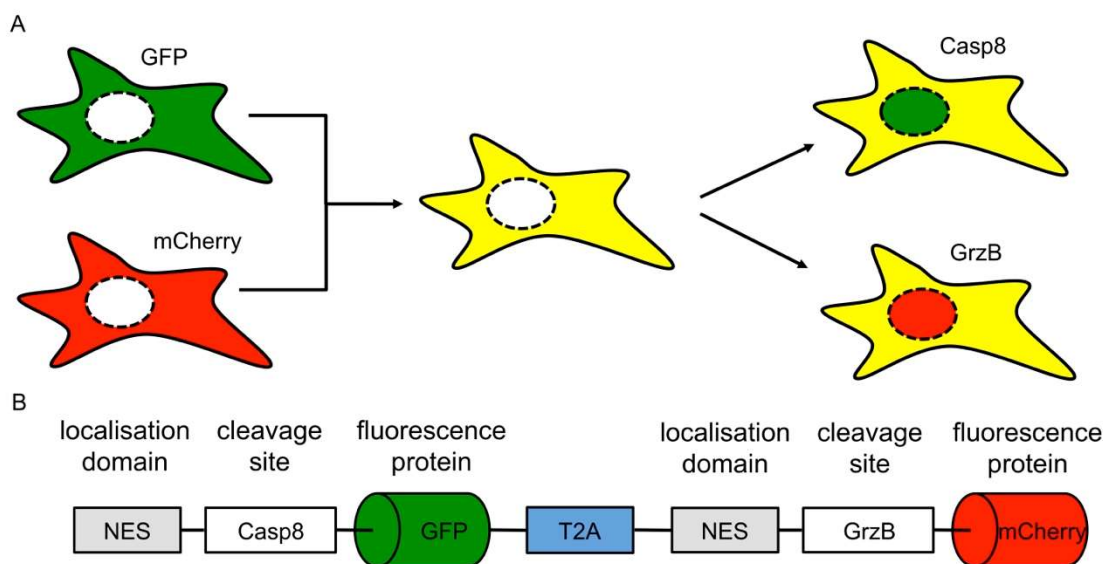 A
GFP
Casp8
mCherry
GrzB
B
localisation domain
cleavage site
fluorescence protein
localisation domain
cleavage site
fluorescence protein
NES
Casp8
GFP
T2A
NES
GrzB
mCherry